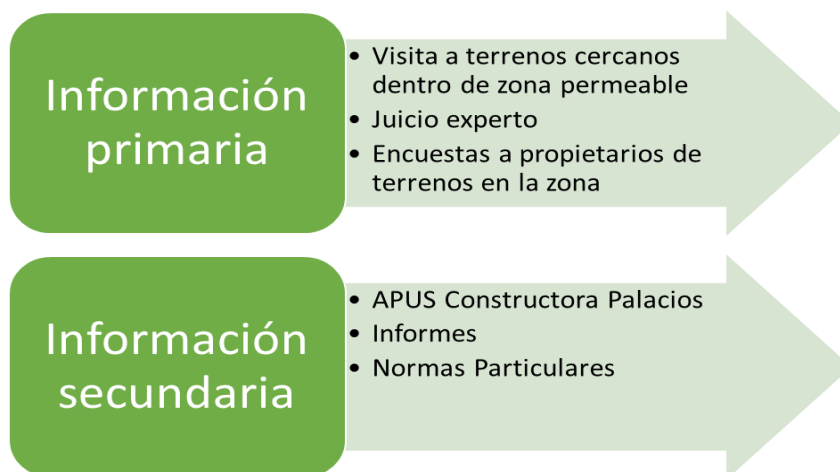 Información
primaria
• Visita a terrenos cercanos
dentro de zona permeable
• Juicio experto
• Encuestas a propietarios de
terrenos en la zona
Información
secundaria
• APUS Constructora Palacios
• Informes
• Normas Particulares